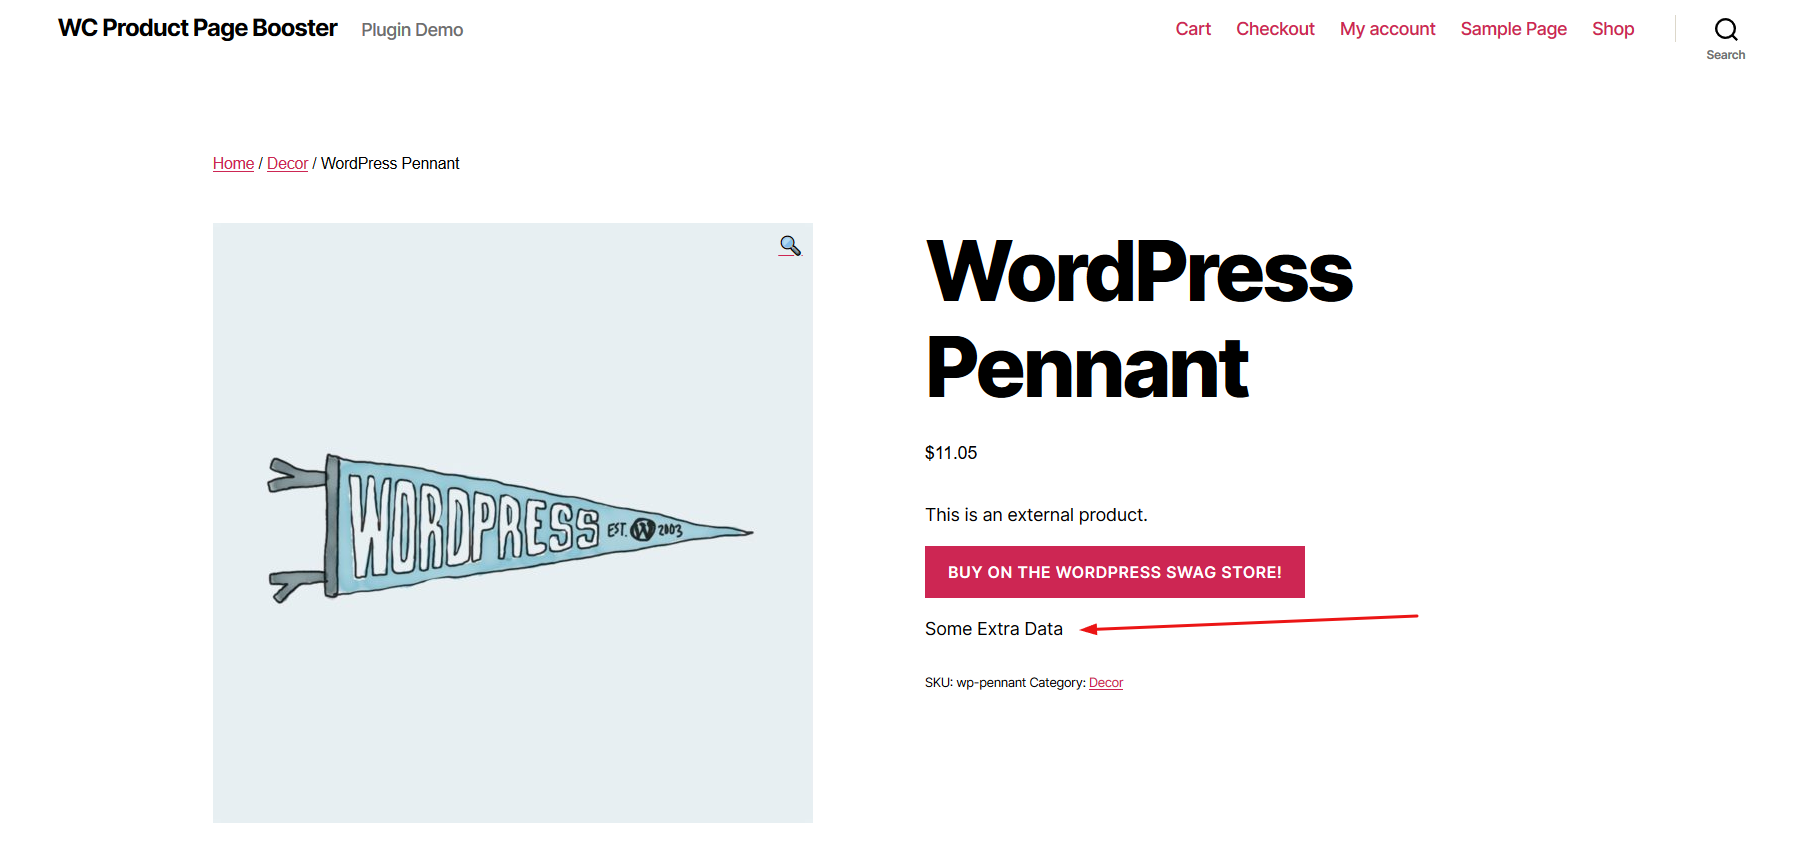 WC Product Page Booster Plugin Demo
Cart Checkout My account Sample Page Shop
Search
Home / Decor / WordPress Pennant
WORDPRESS EST. W 2003
WordPress
Pennant
$11.05
This is an external product.
BUY ON THE WORDPRESS SWAG STORE!
Some Extra Data
SKU: wp-pennant Category: Decor